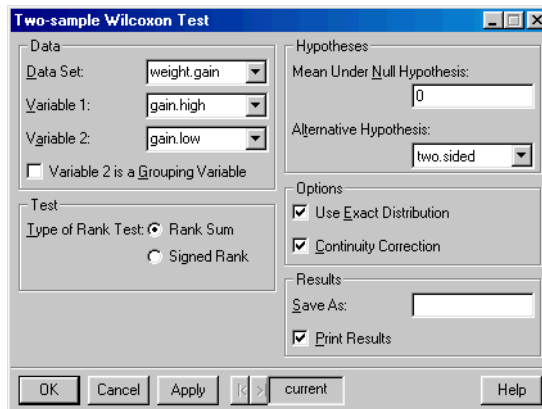 Two-sample Wilcoxon Test
Data
Data Set: weight.gain
Variable 1: gain.high
Variable 2: gain.low
Variable 2 is a Grouping Variable
Test
Type of Rank Test: Rank Sum
Signed Rank
Hypotheses
Mean Under Null Hypothesis:
0
Alternative Hypothesis:
two.sided
Options
Use Exact Distribution
Continuity Correction
Results
Save As:
Print Results
OK Cancel Apply current Help